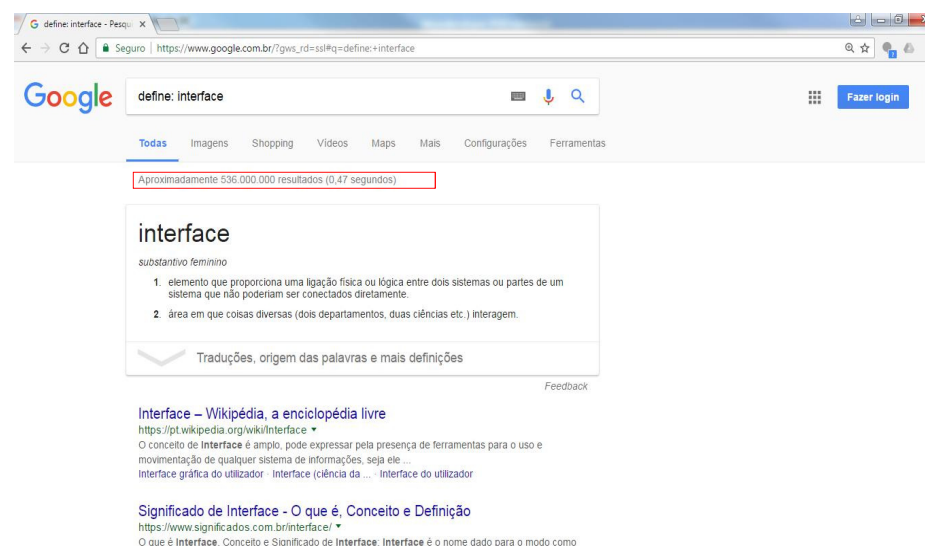 define: interface - Pesqu
Seguro | https://www.google.com.br/?gws_rd=ssl#q=define:+interface
Google
define: interface
Fazer login
Todas Imagens Shopping Vídeos Maps Mais Configurações Ferramentas
Aproximadamente 536.000.000 resultados (0,47 segundos)
interface
substantivo feminino
1. elemento que proporciona uma ligação física ou lógica entre dois sistemas ou partes de um
sistema que não poderiam ser conectados diretamente.
2. área em que coisas diversas (dois departamentos, duas ciências etc.) interagem.
Traduções, origem das palavras e mais definições
Feedback
Interface – Wikipédia, a enciclopédia livre
https://pt.wikipedia.org/wiki/Interface
O conceito de Interface é amplo, pode expressar pela presença de ferramentas para o uso e
movimentação de qualquer sistema de informações, seja ele ...
Interface gráfica do utilizador · Interface (ciência da ... · Interface do utilizador
Significado de Interface - O que é, Conceito e Definição
https://www.significados.com.br/interface/
O que é Interface. Conceito e Significado de Interface: Interface é o nome dado para o modo como